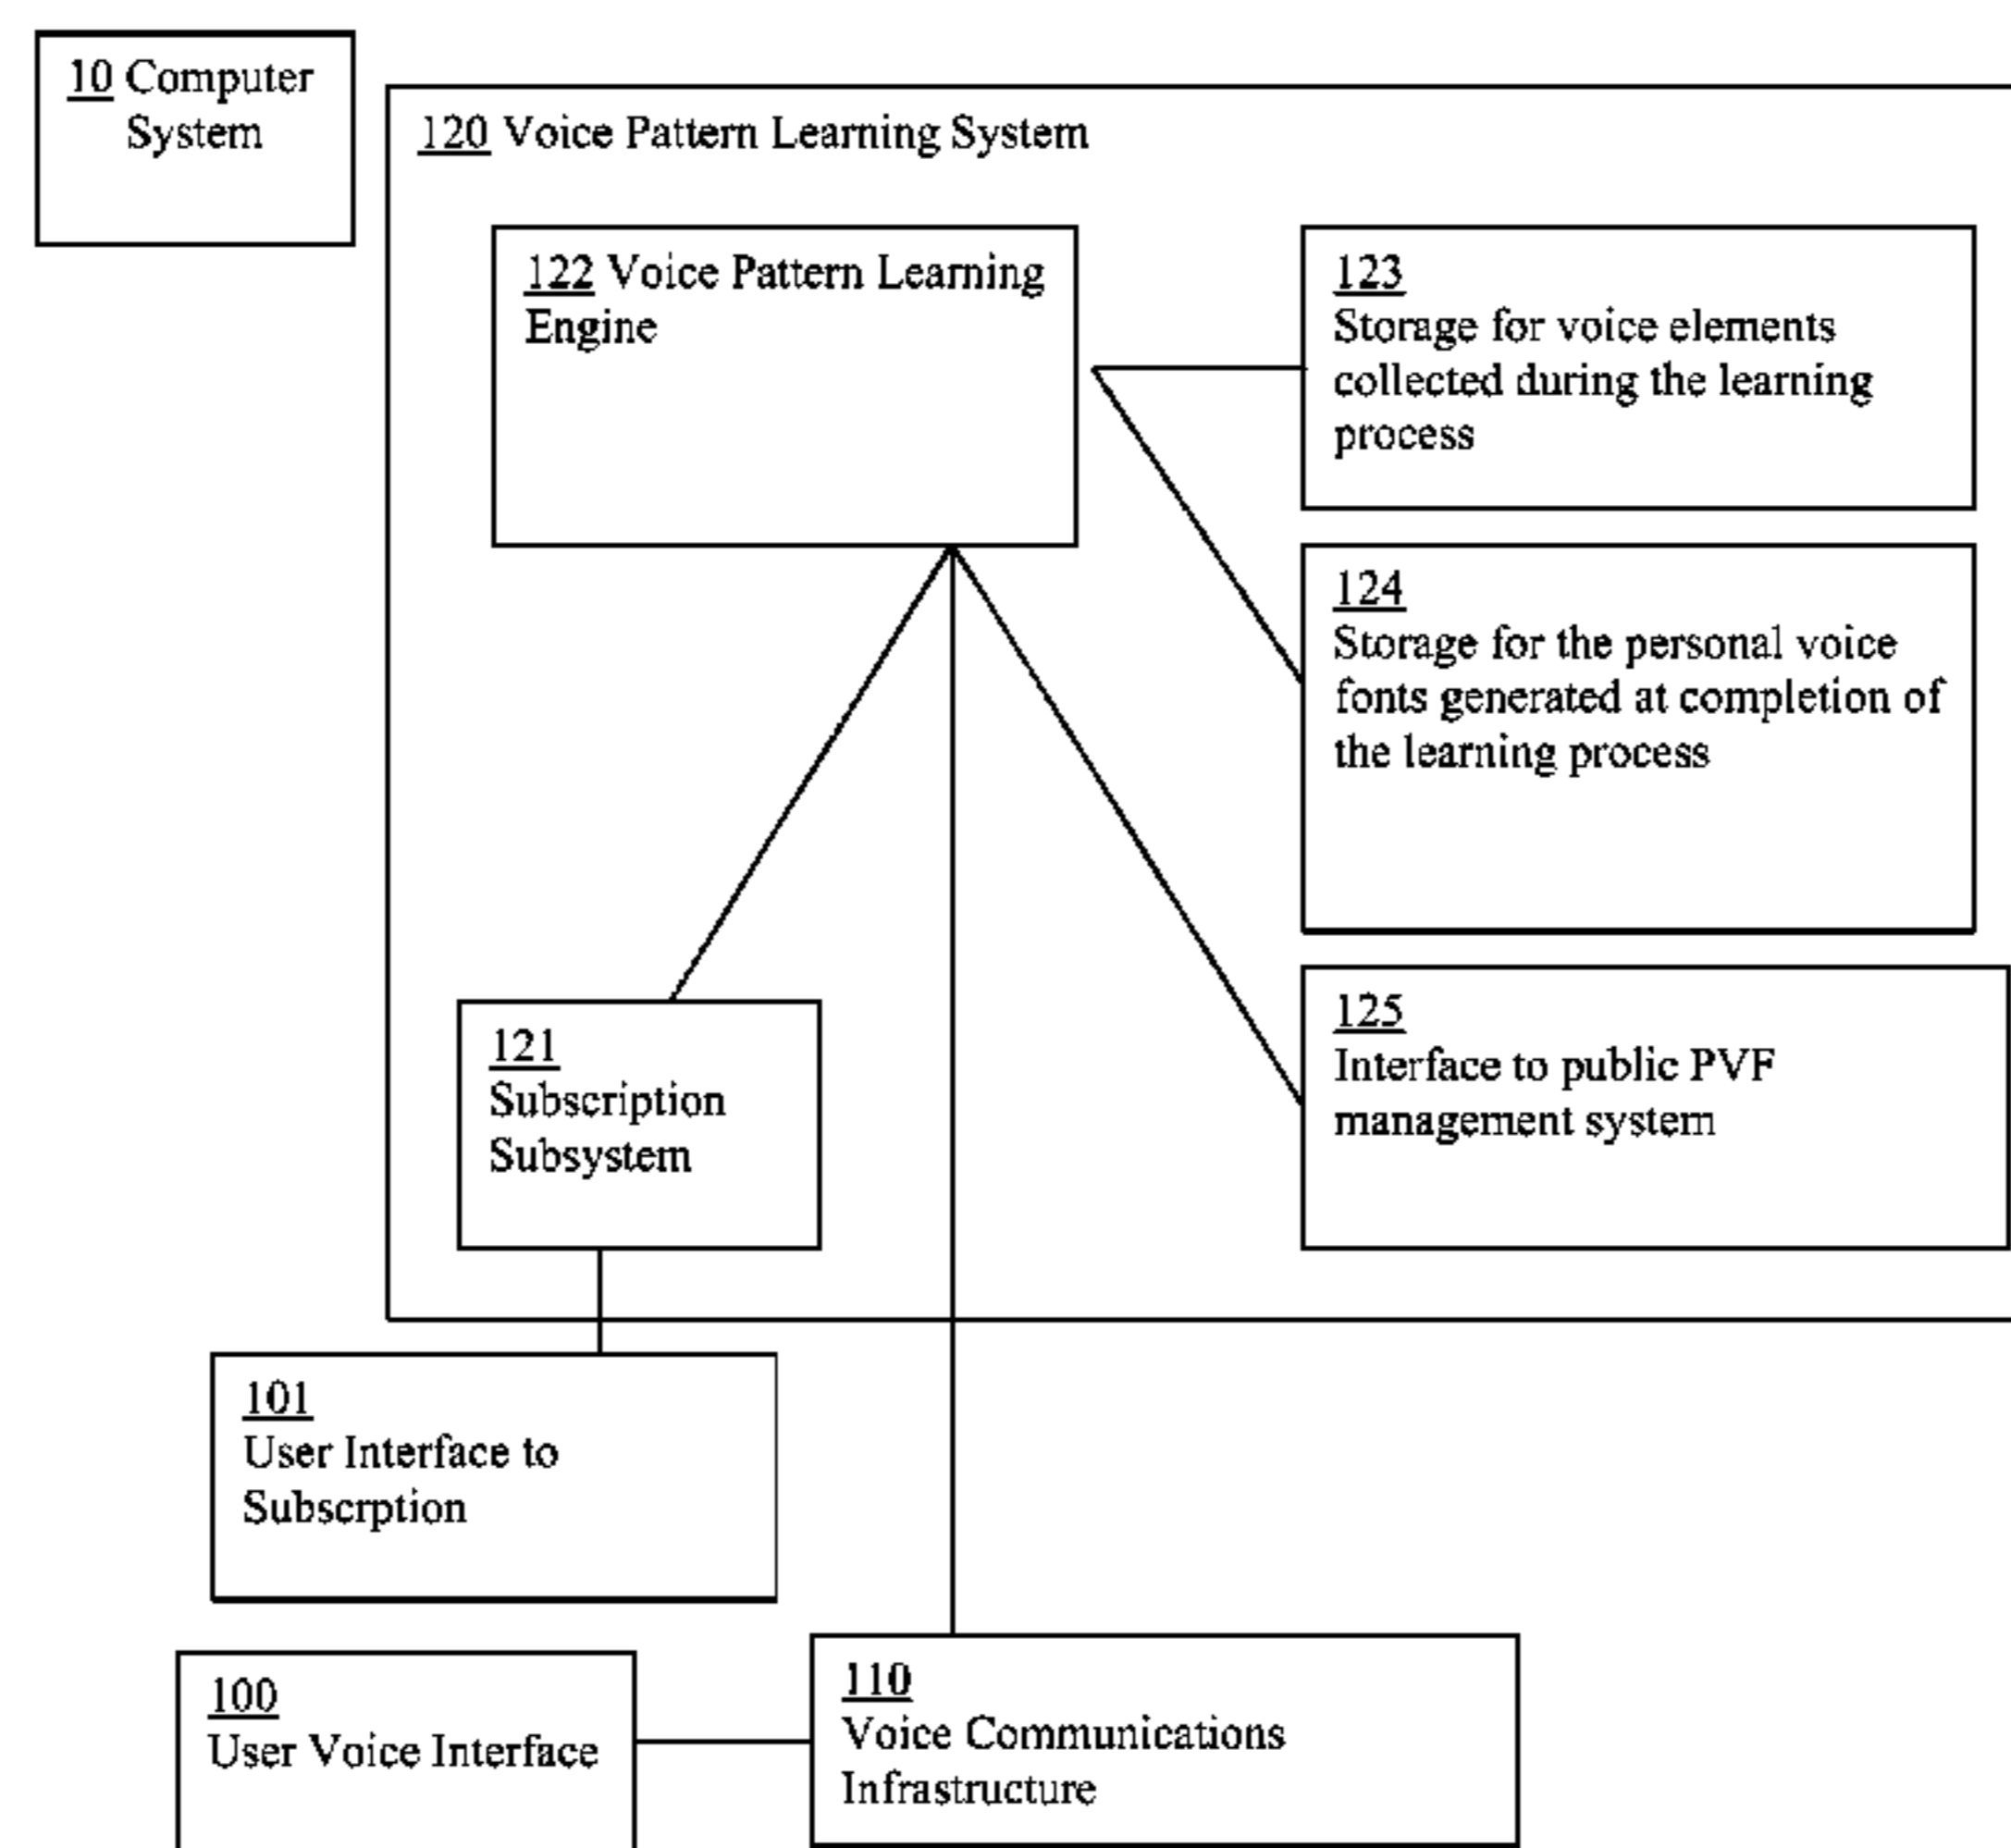 10 Computer
System
120 Voice Pattern Learning System
122 Voice Pattern Learning
Engine
123
Storage for voice elements
collected during the learning
process
124
Storage for the personal voice
fonts generated at completion of
the learning process
125
Interface to public PVF
management system
121
Subscription
Subsystem
101
User Interface to
Subscrption
100
User Voice Interface
110
Voice Communications
Infrastructure